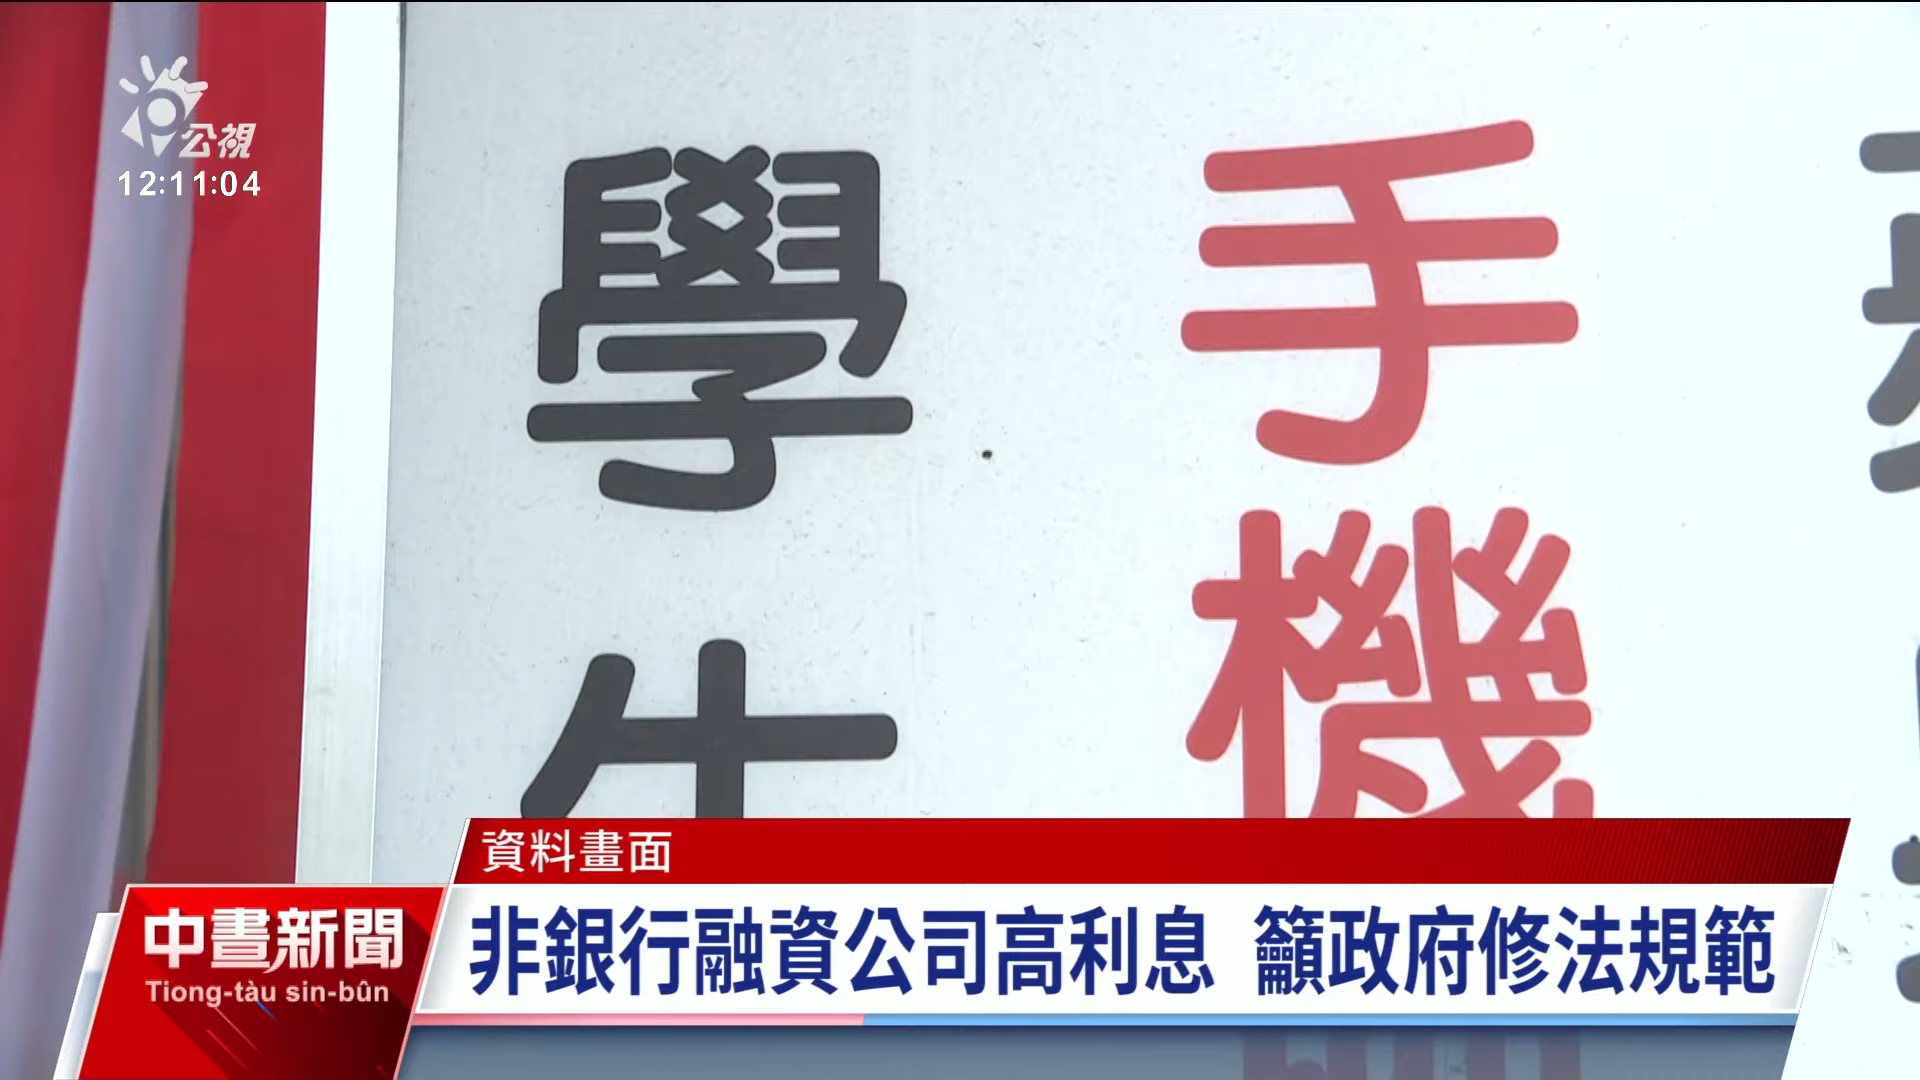 公視
12:11:04
學生
手機
資料畫面
非銀行融資公司高利息 籲政府修法規範
中晝新聞
Tiong-tàu sin-bûn